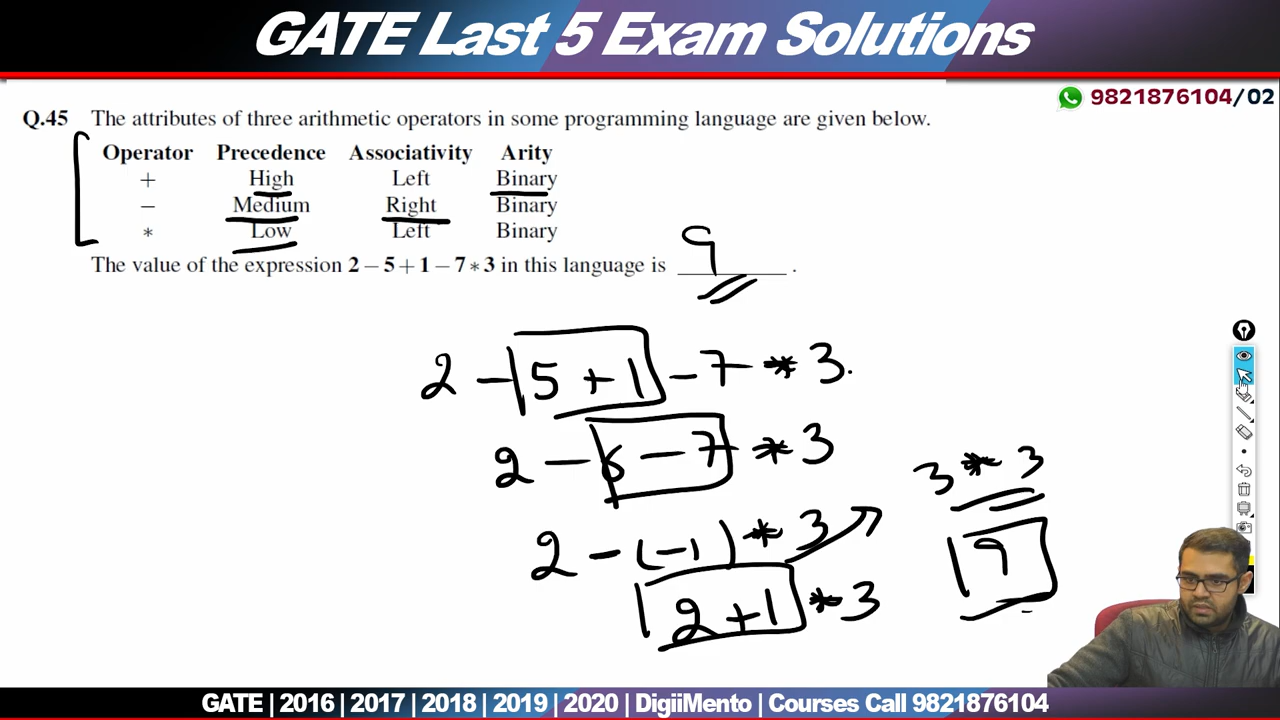 GATE Last 5 Exam Solutions
9821876104/02
Q.45 The attributes of three arithmetic operators in some programming language are given below.
Operator Precedence Associativity Arity
+ High Left Binary
− Medium Right Binary
* Low Left Binary
The value of the expression 2 − 5 + 1 − 7 * 3 in this language is 9 .
2 - 5 + 1 - 7 * 3.
2 - 6 - 7 * 3
2 - (-1) * 3
2 + 1 * 3
3 * 3
9
GATE | 2016 | 2017 | 2018 | 2019 | 2020 | DigiiMento | Courses Call 9821876104